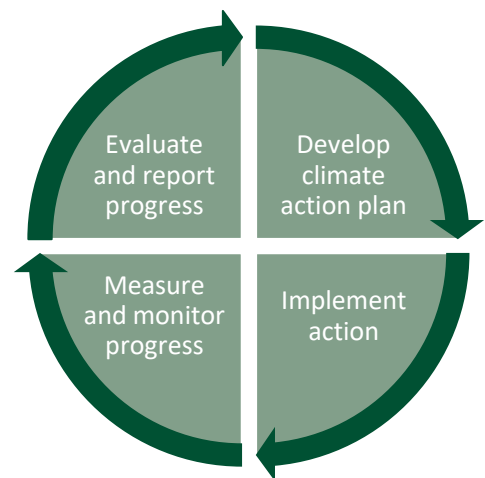 Evaluate
and report
progress
Develop
climate
action plan
Measure
and monitor
progress
Implement
action